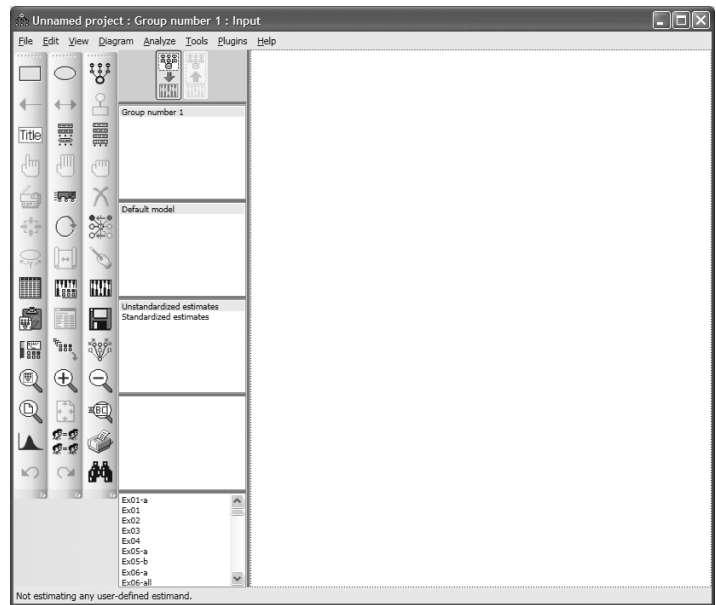 Unnamed project : Group number 1 : Input
File Edit View Diagram Analyze Tools Plugins Help
Title
Group number 1
Default model
Unstandardized estimates
Standardized estimates
Ex01-a
Ex01
Ex02
Ex03
Ex04
Ex05-a
Ex05-b
Ex06-a
Ex06-all
Not estimating any user-defined estimand.